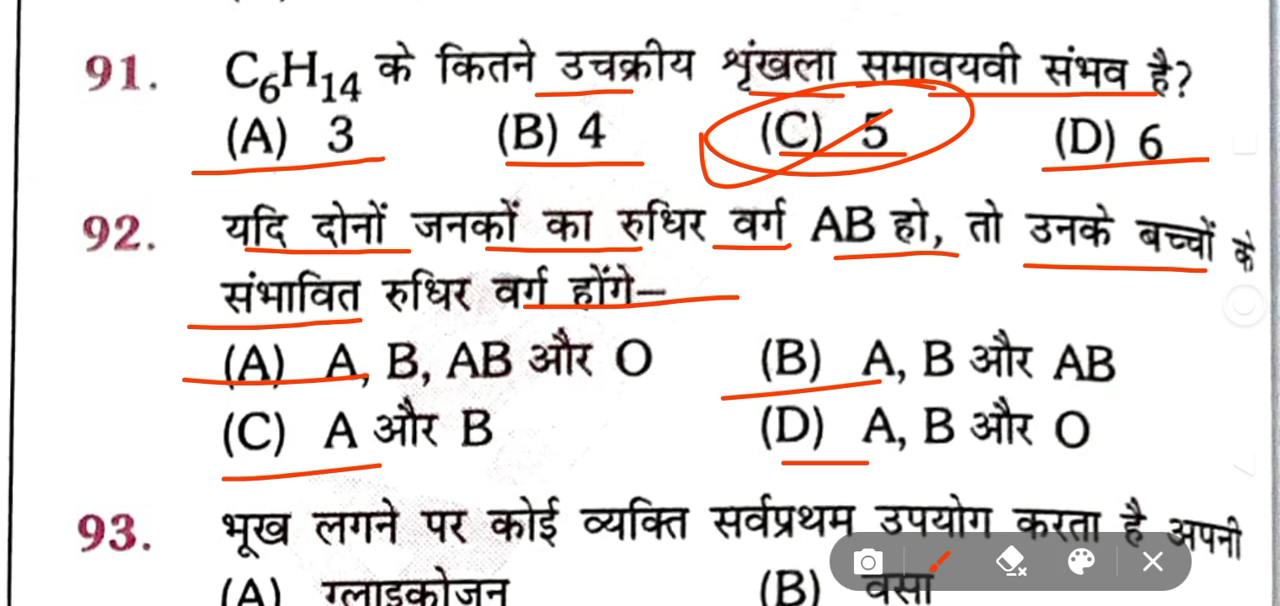 91. C₆H₁₄ के कितने उचक्रीय शृंखला समावयवी संभव है?
(A) 3 (B) 4 (C) 5 (D) 6
92. यदि दोनों जनकों का रुधिर वर्ग AB हो, तो उनके बच्चों के
संभावित रुधिर वर्ग होंगे–
(A) A, B, AB और O (B) A, B और AB
(C) A और B (D) A, B और O
93. भूख लगने पर कोई व्यक्ति सर्वप्रथम उपयोग करता है अपनी
(A) ग्लाइकोजन (B) वसा